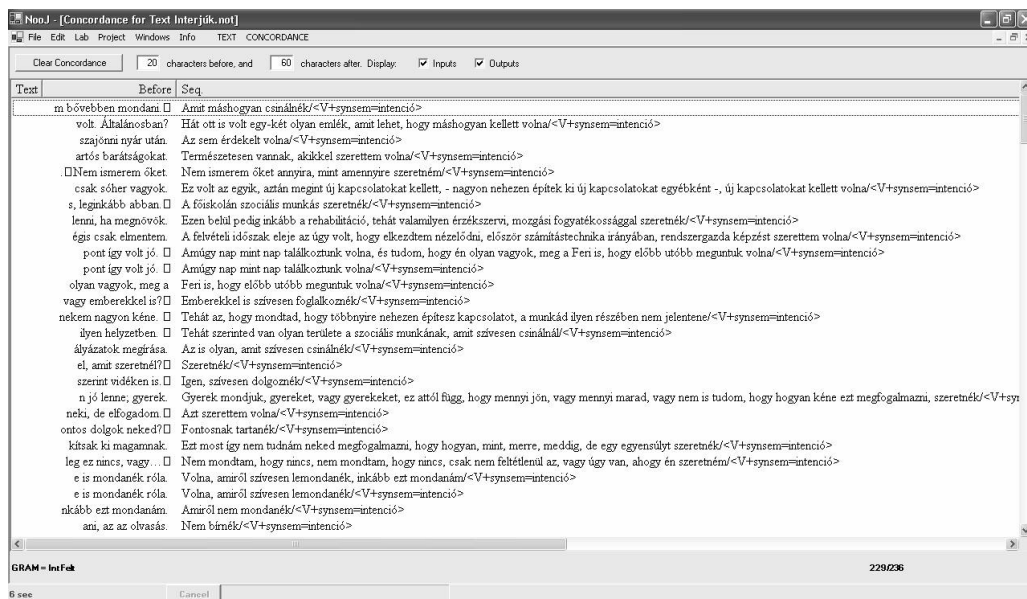 NooJ - [Concordance for Text Interjúk.not]
File Edit Lab Project Windows Info TEXT CONCORDANCE
Clear Concordance 20 characters before, and 60 characters after. Display: Inputs Outputs
Text Before Seq.
m bővebben mondani. Amit máshogyan csinálnék/<V+synsem=intenció>
volt. Általánosban? Hát ott is volt egy-két olyan emlék, amit lehet, hogy máshogyan kellett volna/<V+synsem=intenció>
szajönni nyár után. Az sem érdekelt volna/<V+synsem=intenció>
artós barátságokat. Természetesen vannak, akikkel szerettem volna/<V+synsem=intenció>
. Nem ismerem őket. Nem ismerem őket annyira, mint amennyire szeretném/<V+synsem=intenció>
csak sóher vagyok. Ez volt az egyik, aztán megint új kapcsolatokat kellett, - nagyon nehezen építek ki új kapcsolatokat egyébként -, új kapcsolatokat kellett volna/<V+synsem=intenció>
s, leginkább abban. A főiskolán szociális munkás szeretnék/<V+synsem=intenció>
lenni, ha megnövök. Ezen belül pedig inkább a rehabilitáció, tehát valamilyen érzékszervi, mozgási fogyatékossággal szeretnék/<V+synsem=intenció>
égis csak elmentem. A felvételi időszak eleje az úgy volt, hogy elkezdtem nézelődni, először számítástechnika irányában, rendszergazda képzést szerettem volna/<V+synsem=intenció>
pont így volt jó. Amúgy nap mint nap találkoztunk volna, és tudom, hogy én olyan vagyok, meg a Feri is, hogy előbb utóbb meguntuk volna/<V+synsem=intenció>
pont így volt jó. Amúgy nap mint nap találkoztunk volna/<V+synsem=intenció>
olyan vagyok, meg a Feri is, hogy előbb utóbb meguntuk volna/<V+synsem=intenció>
vagy emberekkel is? Emberekkel is szívesen foglalkoznék/<V+synsem=intenció>
nekem nagyon kéne. Tehát az, hogy mondtad, hogy többnyire nehezen építesz kapcsolatot, a munkád ilyen részében nem jelentene/<V+synsem=intenció>
ilyen helyzetben. Tehát szerinted van olyan területe a szociális munkának, amit szívesen csinálnál/<V+synsem=intenció>
ályázatok megírása. Az is olyan, amit szívesen csinálnék/<V+synsem=intenció>
el, amit szeretnél? Szeretnék/<V+synsem=intenció>
szerint vidéken is. Igen, szívesen dolgoznék/<V+synsem=intenció>
n jó lenne; gyerek. Gyerek mondjuk, gyereket, vagy gyerekeket, ez attól függ, hogy mennyi jön, vagy mennyi marad, vagy nem is tudom, hogy hogyan kéne ezt megfogalmazni, szeretnék/<V+syn
neki, de elfogadom. Azt szerettem volna/<V+synsem=intenció>
ontos dolgok neked? Fontosnak tartanék/<V+synsem=intenció>
kítsak ki magamnak. Ezt most így nem tudnám neked megfogalmazni, hogy hogyan, mint, merre, meddig, de egy egyensúlyt szeretnék/<V+synsem=intenció>
leg ez nincs, vagy... Nem mondtam, hogy nincs, nem mondtam, hogy nincs, csak nem feltétlenül az, vagy úgy van, ahogy én szeretném/<V+synsem=intenció>
e is mondanék róla. Volna, amiről szívesen lemondanék, inkább ezt mondanám/<V+synsem=intenció>
e is mondanék róla. Volna, amiről szívesen lemondanék/<V+synsem=intenció>
nkább ezt mondanám. Amiről nem mondanék/<V+synsem=intenció>
ani, az az olvasás. Nem bírnék/<V+synsem=intenció>
GRAM = IntFelt 229/236
6 sec Cancel